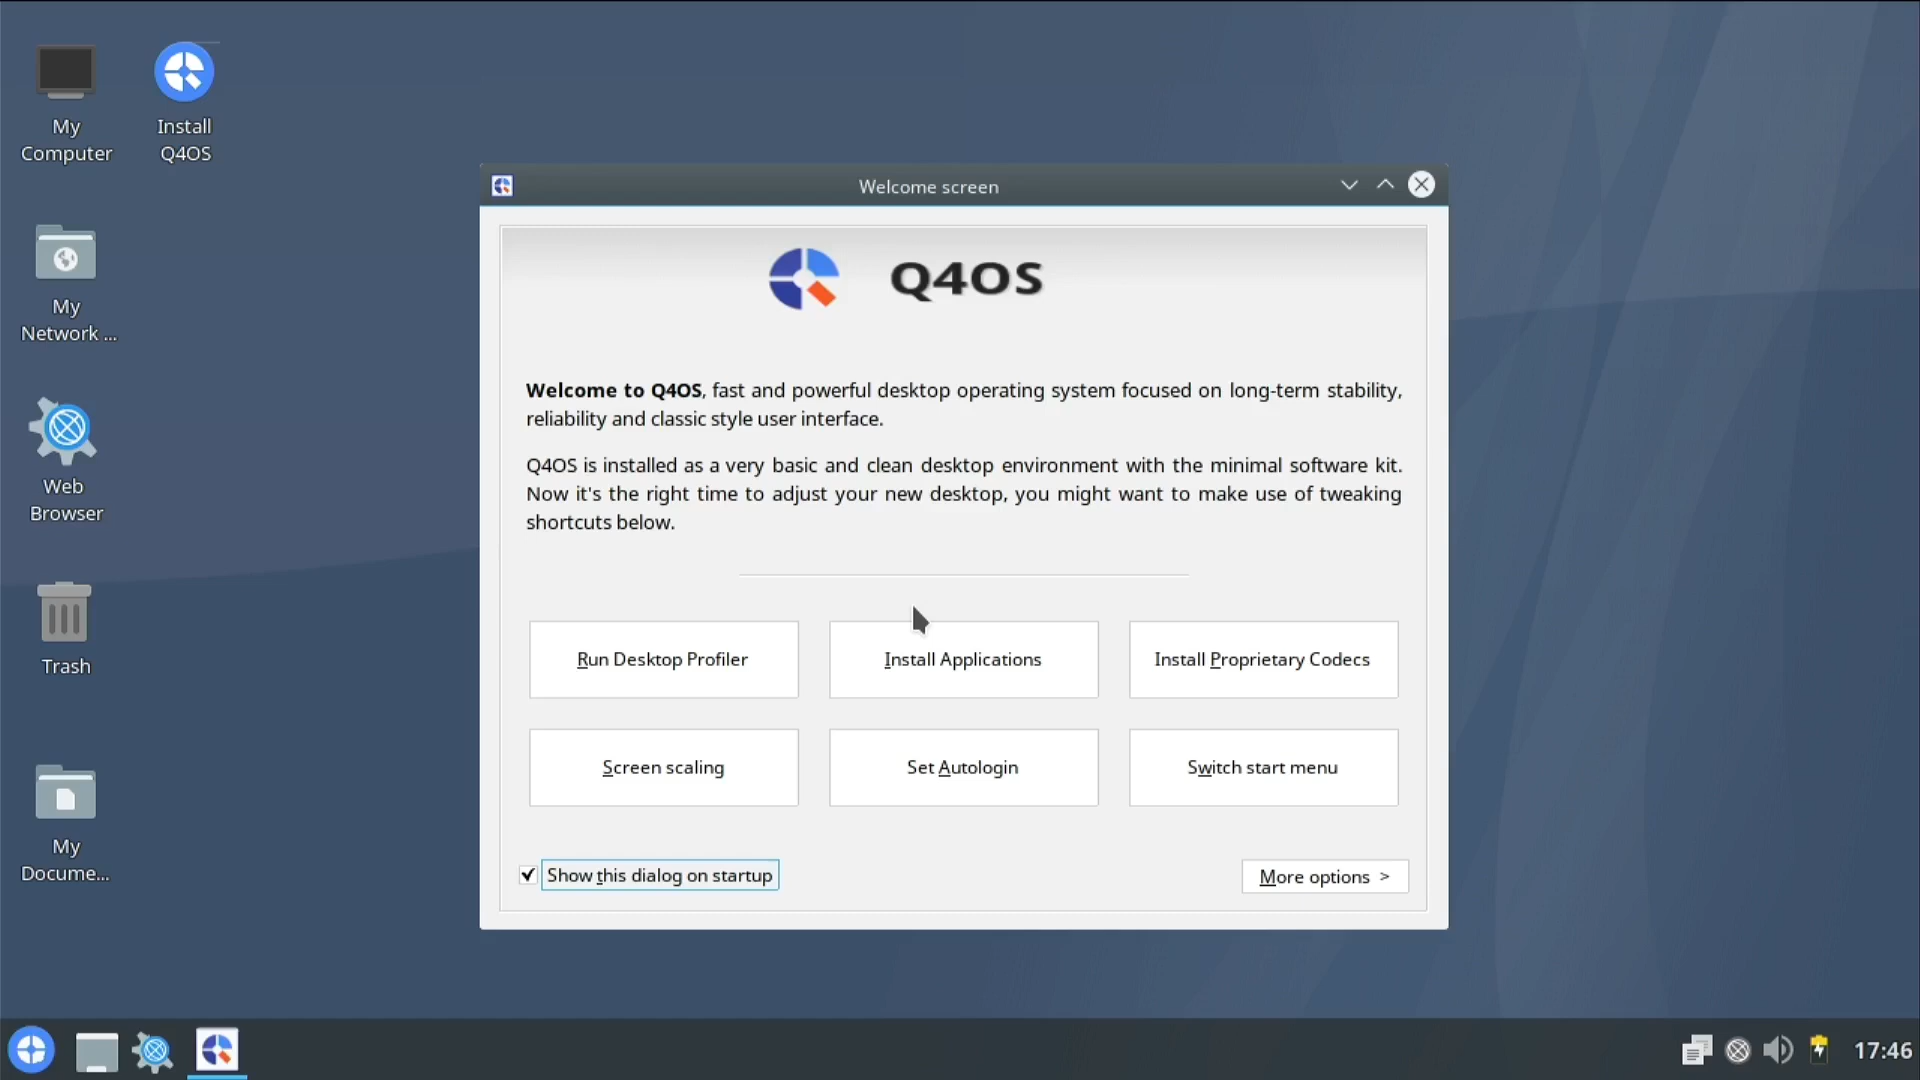 My
Computer
Install
Q4OS
My
Network ...
Web
Browser
Trash
My
Docume...
Welcome screen
Q4OS
Welcome to Q4OS, fast and powerful desktop operating system focused on long-term stability,
reliability and classic style user interface.
Q4OS is installed as a very basic and clean desktop environment with the minimal software kit.
Now it's the right time to adjust your new desktop, you might want to make use of tweaking
shortcuts below.
Run Desktop Profiler
Install Applications
Install Proprietary Codecs
Screen scaling
Set Autologin
Switch start menu
Show this dialog on startup
More options >
17:46